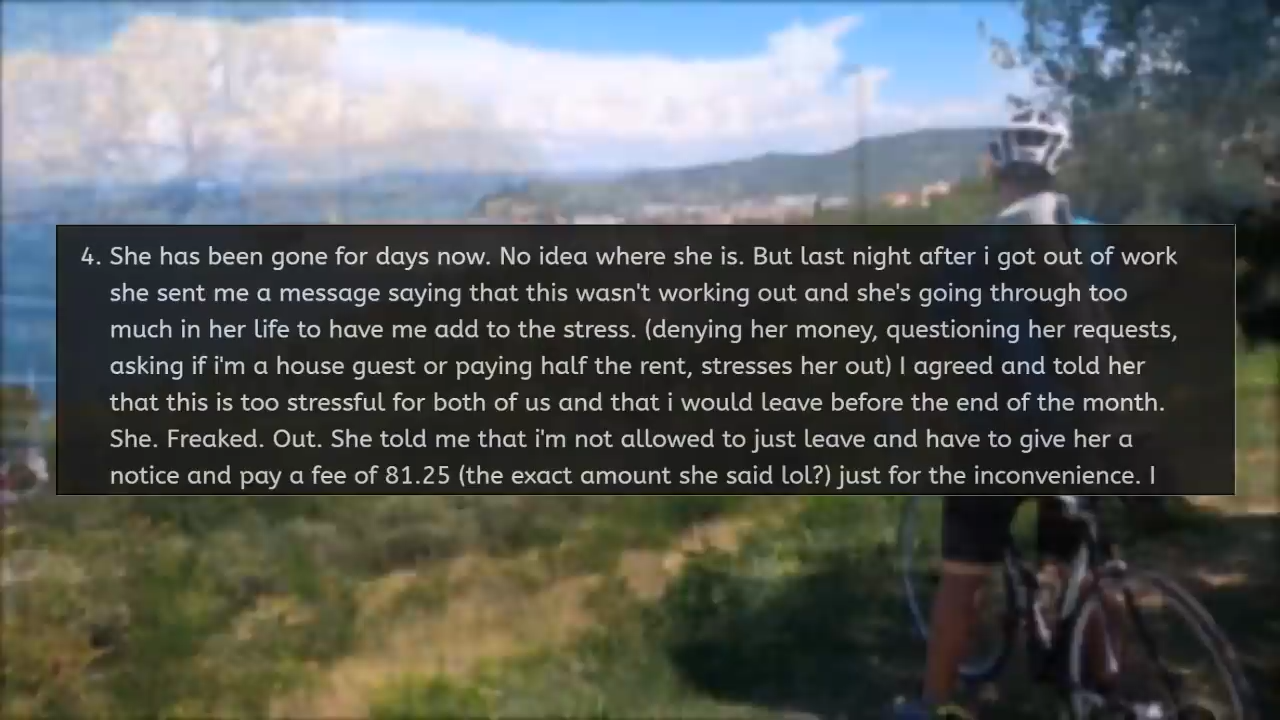 4. She has been gone for days now. No idea where she is. But last night after i got out of work
she sent me a message saying that this wasn't working out and she's going through too
much in her life to have me add to the stress. (denying her money, questioning her requests,
asking if i'm a house guest or paying half the rent, stresses her out) I agreed and told her
that this is too stressful for both of us and that i would leave before the end of the month.
She. Freaked. Out. She told me that i'm not allowed to just leave and have to give her a
notice and pay a fee of 81.25 (the exact amount she said lol?) just for the inconvenience. I